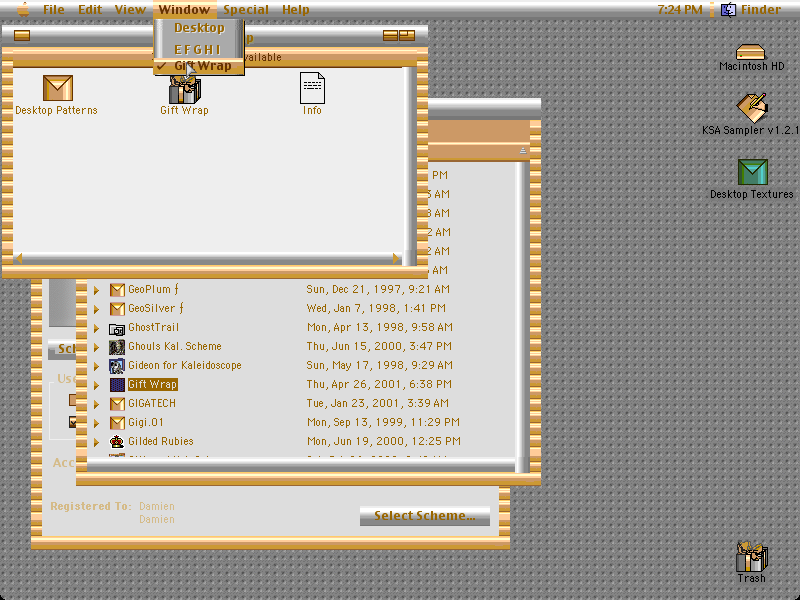 File Edit View Window Special Help 7:24 PM Finder
Desktop
E F G H I
Gift Wrap
p
available
Desktop Patterns
Gift Wrap
Info
Macintosh HD
KSA Sampler v1.2.1
Desktop Textures
PM
AM
AM
AM
AM
AM
GeoPlum ƒ Sun, Dec 21, 1997, 9:21 AM
GeoSilver ƒ Wed, Jan 7, 1998, 1:41 PM
GhostTrail Mon, Apr 13, 1998, 9:58 AM
Ghouls Kal. Scheme Thu, Jun 15, 2000, 3:47 PM
Gideon for Kaleidoscope Sun, May 17, 1998, 9:29 AM
Gift Wrap Thu, Apr 26, 2001, 6:38 PM
GIGATECH Tue, Jan 23, 2001, 3:39 AM
Gigi.01 Mon, Sep 13, 1999, 11:29 PM
Gilded Rubies Mon, Jun 19, 2000, 12:25 PM
Sch
Use
Acc
Registered To: Damien
Damien
Select Scheme...
Trash